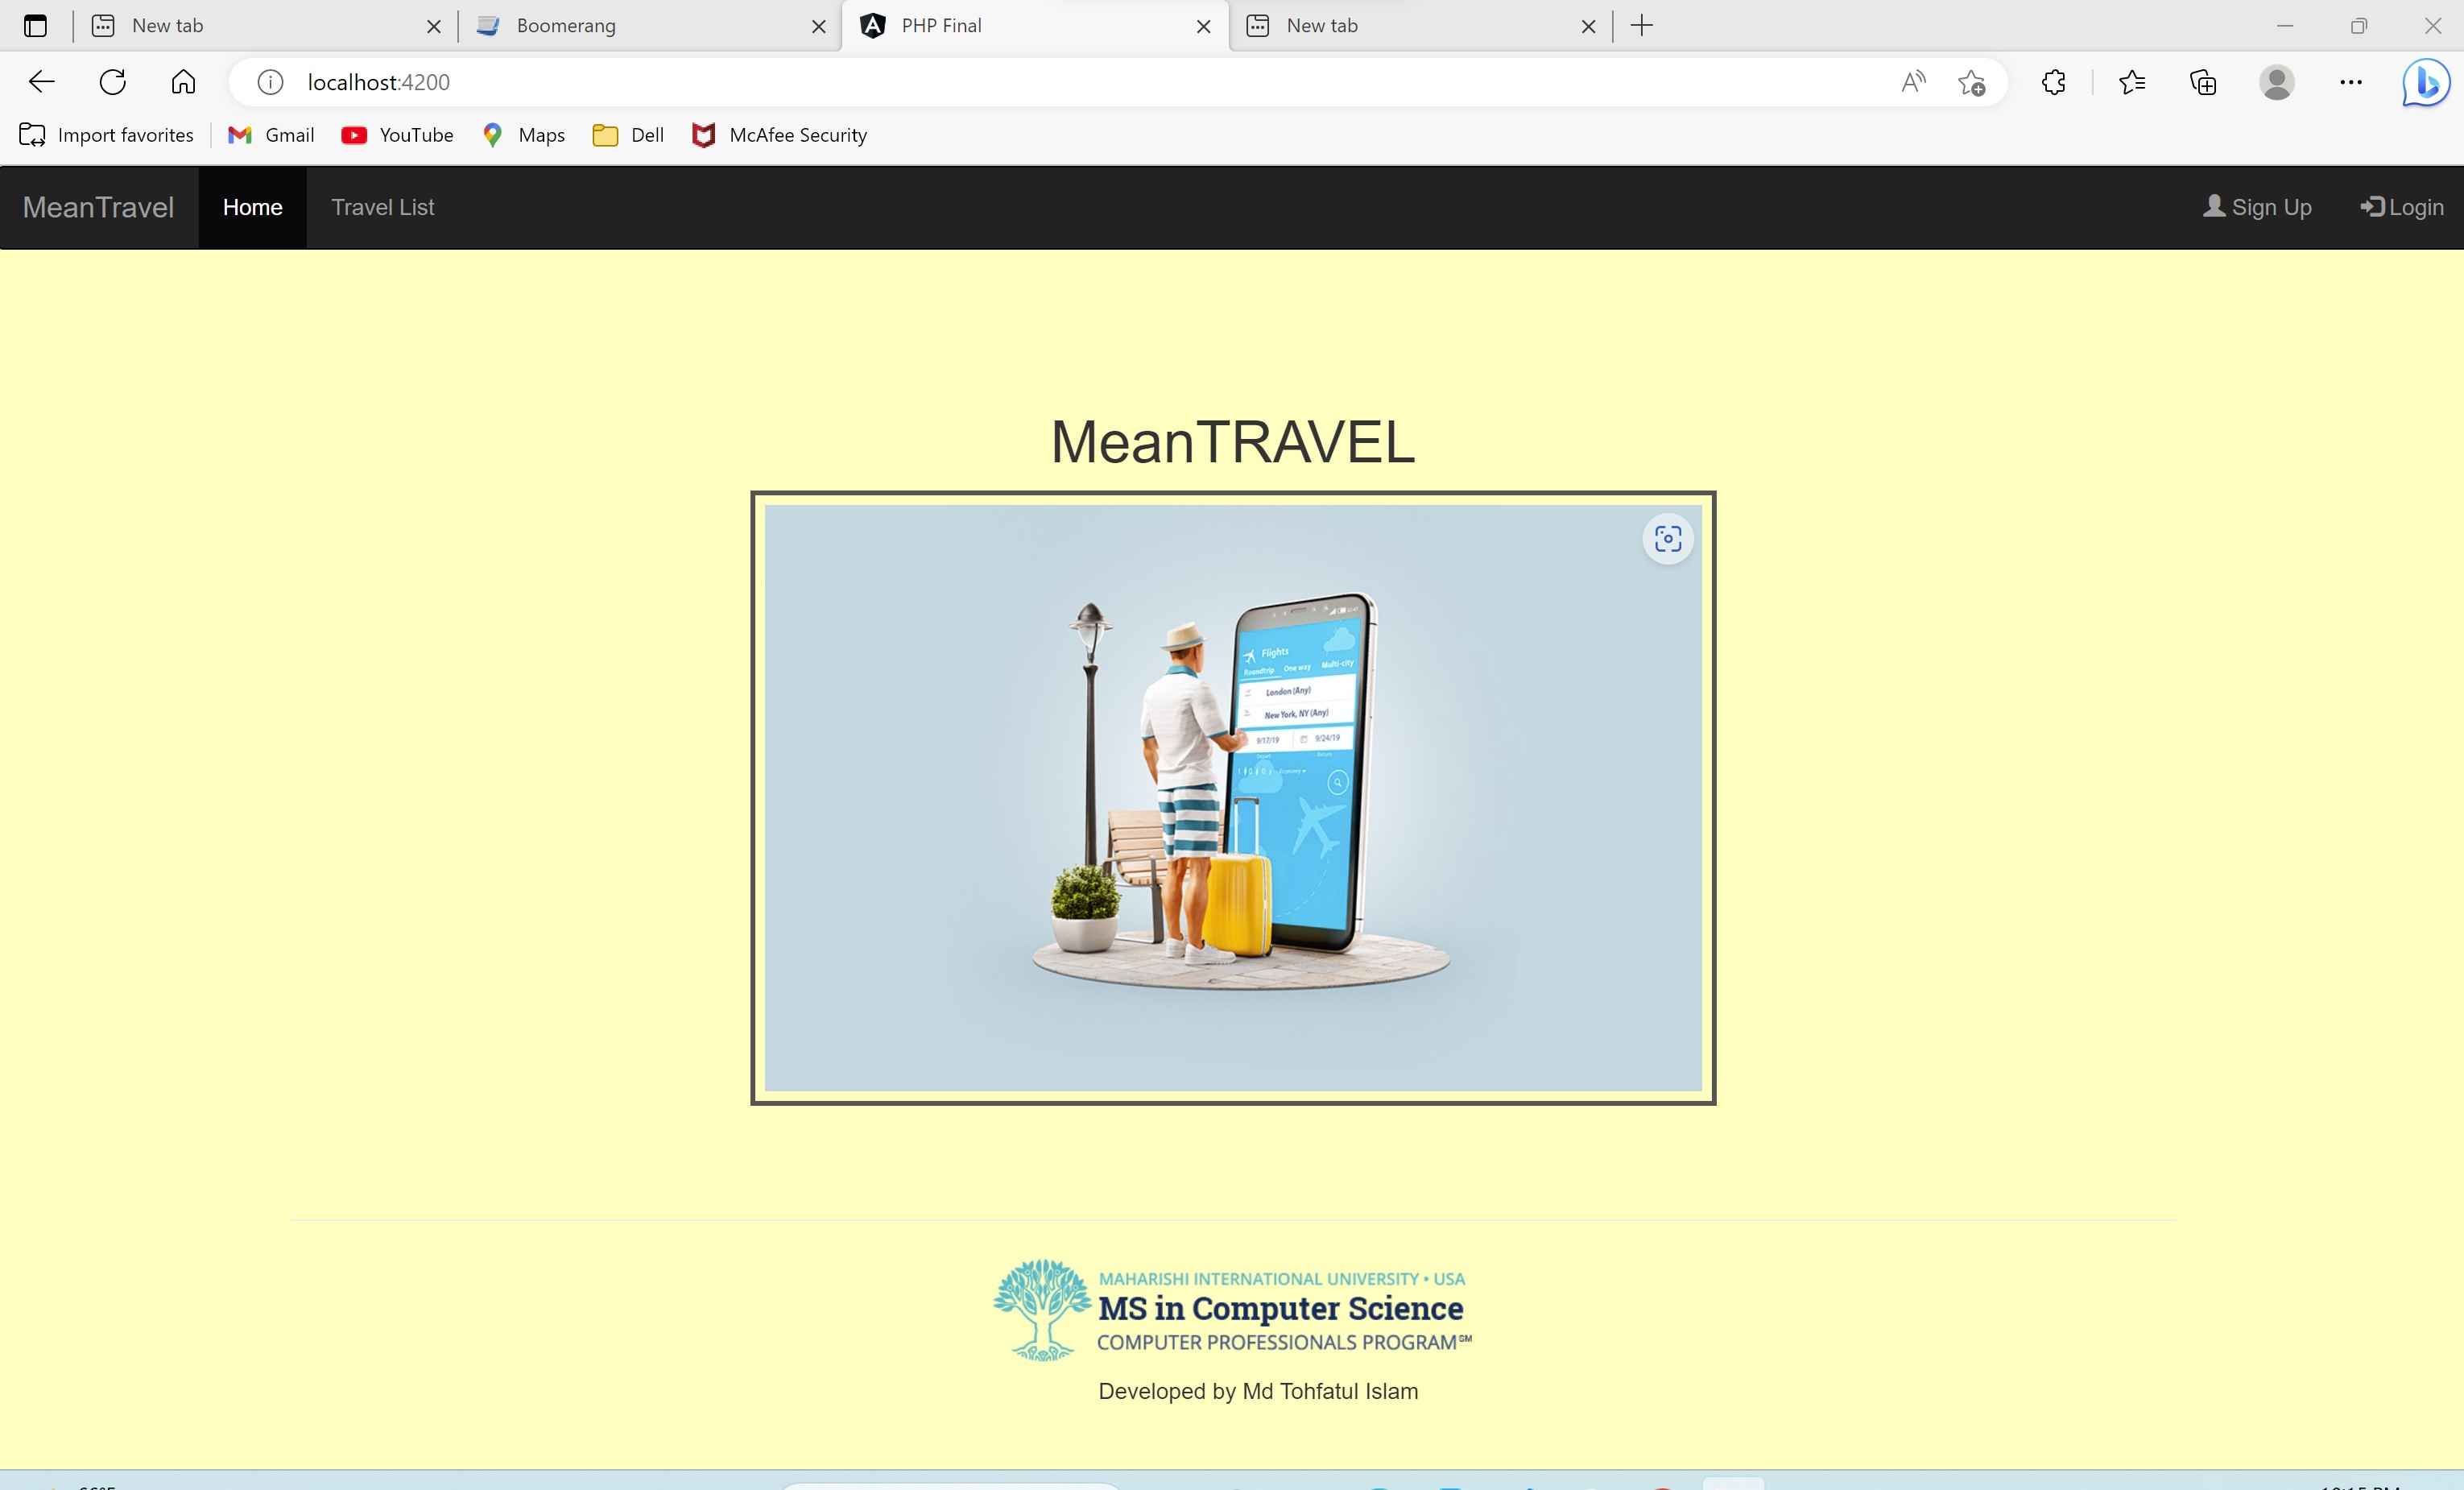 New tab
Boomerang
PHP Final
New tab
localhost:4200
Import favorites
Gmail
YouTube
Maps
Dell
McAfee Security
MeanTravel
Home
Travel List
Sign Up
Login
MeanTRAVEL
Flights
Roundtrip One way Multi-city
London (Any)
New York, NY (Any)
9/17/19 9/24/19
Economy
MAHARISHI INTERNATIONAL UNIVERSITY • USA
MS in Computer Science
COMPUTER PROFESSIONALS PROGRAM℠
Developed by Md Tohfatul Islam